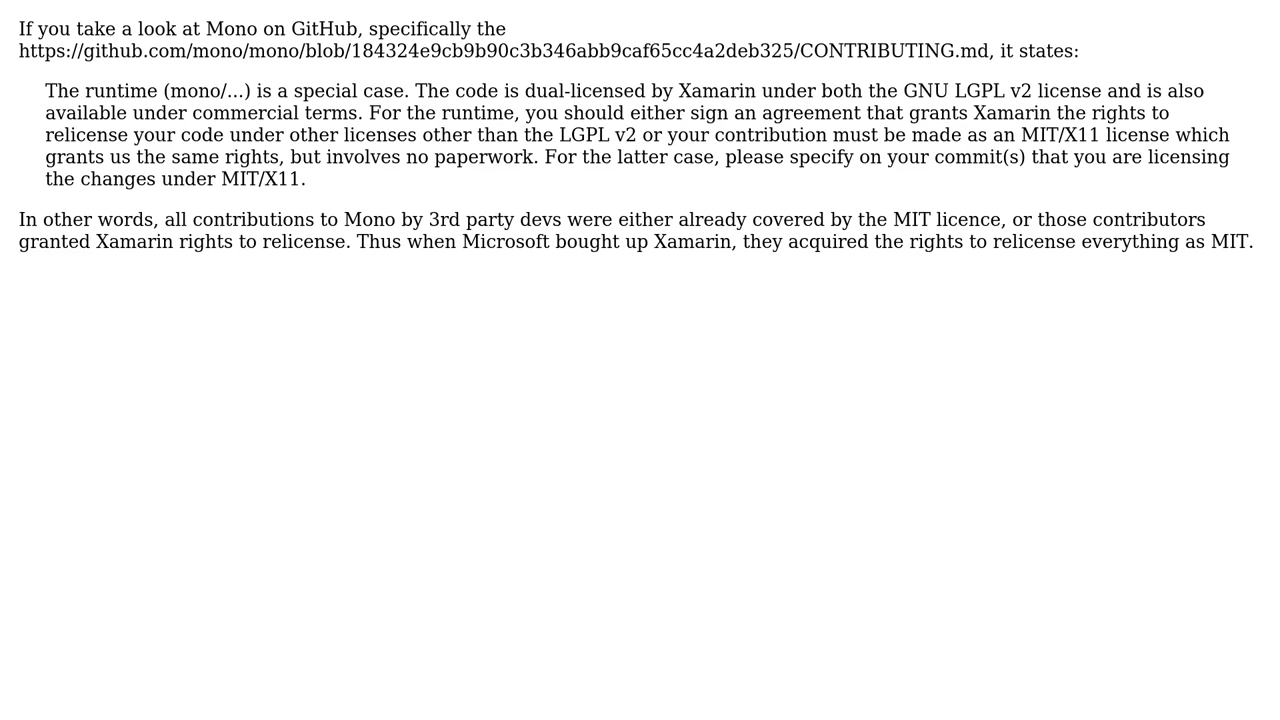 If you take a look at Mono on GitHub, specifically the
https://github.com/mono/mono/blob/184324e9cb9b90c3b346abb9caf65cc4a2deb325/CONTRIBUTING.md, it states:
The runtime (mono/...) is a special case. The code is dual-licensed by Xamarin under both the GNU LGPL v2 license and is also
available under commercial terms. For the runtime, you should either sign an agreement that grants Xamarin the rights to
relicense your code under other licenses other than the LGPL v2 or your contribution must be made as an MIT/X11 license which
grants us the same rights, but involves no paperwork. For the latter case, please specify on your commit(s) that you are licensing
the changes under MIT/X11.
In other words, all contributions to Mono by 3rd party devs were either already covered by the MIT licence, or those contributors
granted Xamarin rights to relicense. Thus when Microsoft bought up Xamarin, they acquired the rights to relicense everything as MIT.